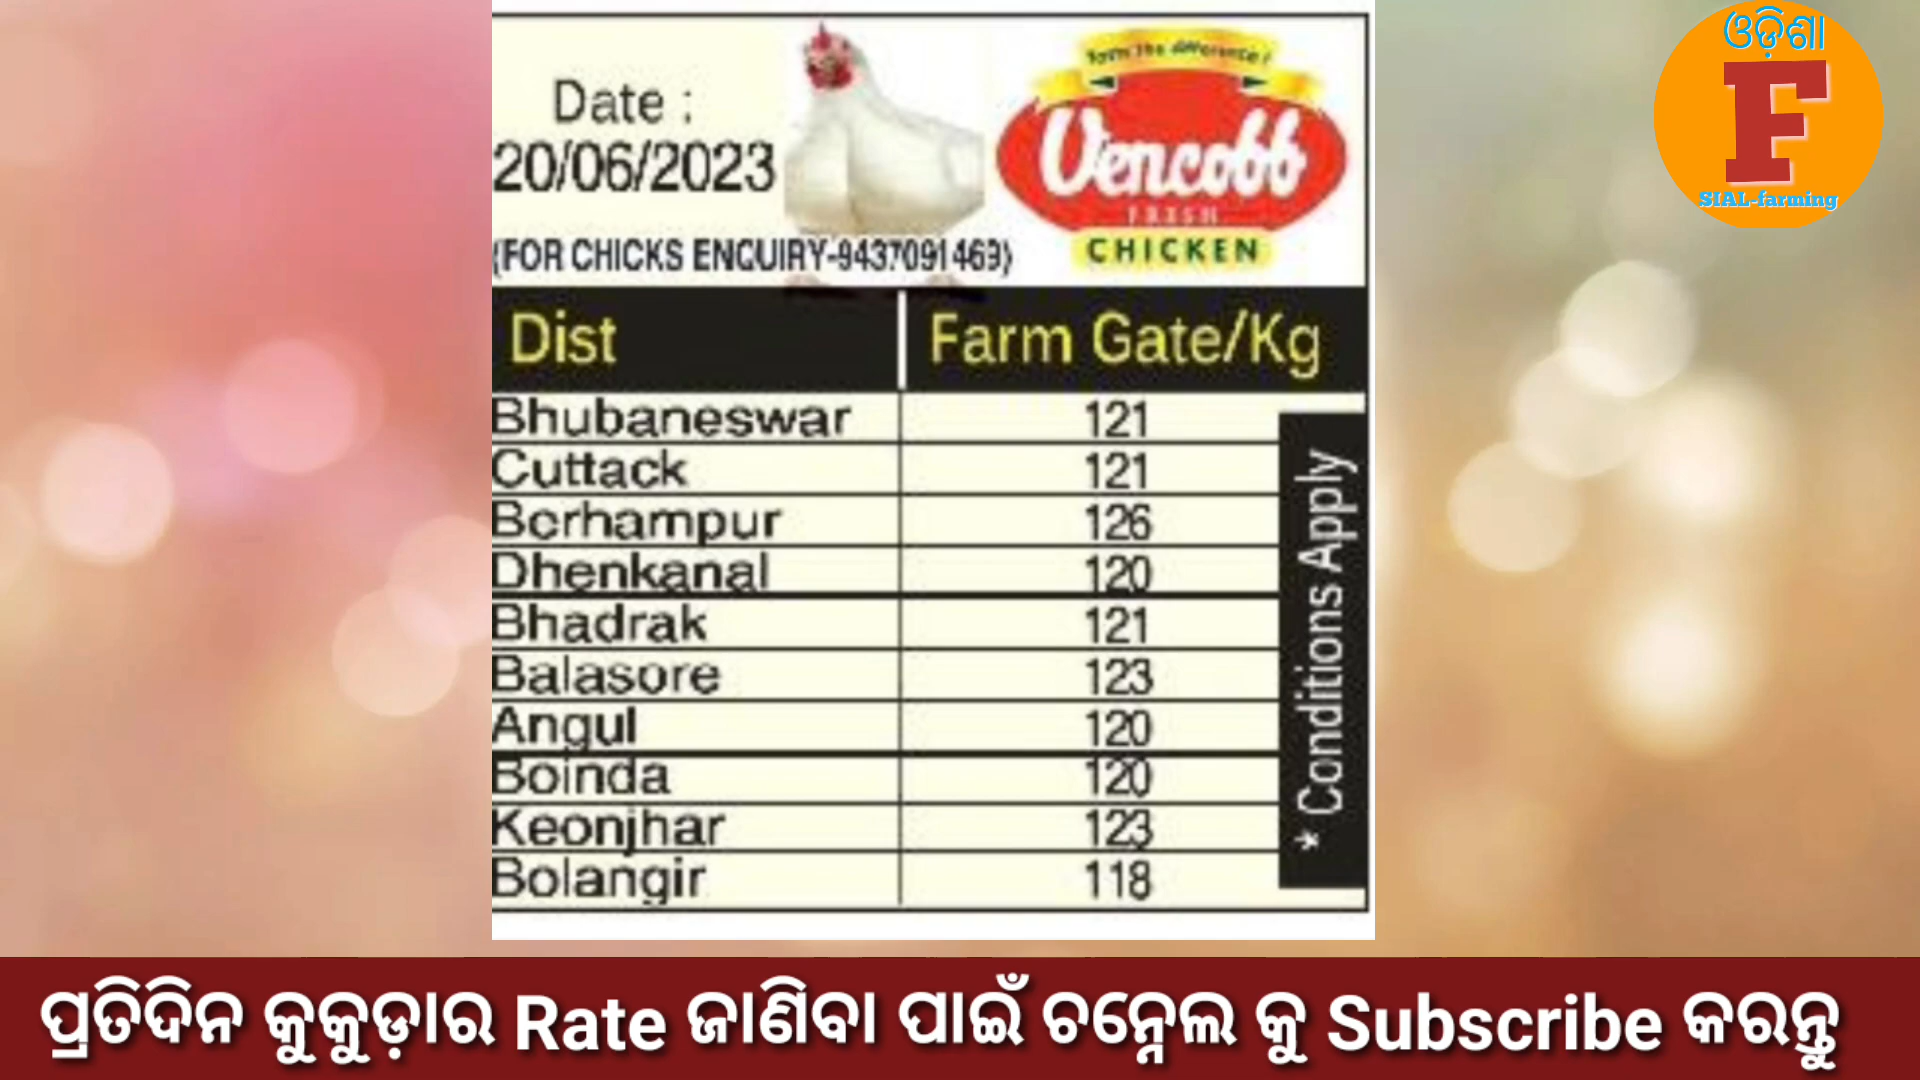 ଓଡ଼ିଶା
F
SIAL-farming
Date :
20/06/2023
Vencobb
FRESH
CHICKEN
(FOR CHICKS ENQUIRY-9437091469)
Dist Farm Gate/Kg
Bhubaneswar 121
Cuttack 121
Berhampur 126
Dhenkanal 120
Bhadrak 121
Balasore 123
Angul 120
Boinda 120
Keonjhar 123
Bolangir 118
* Conditions Apply
ପ୍ରତିଦିନ କୁକୁଡ଼ାର Rate ଜାଣିବା ପାଇଁ ଚନ୍ନେଲ କୁ Subscribe କରନ୍ତୁ